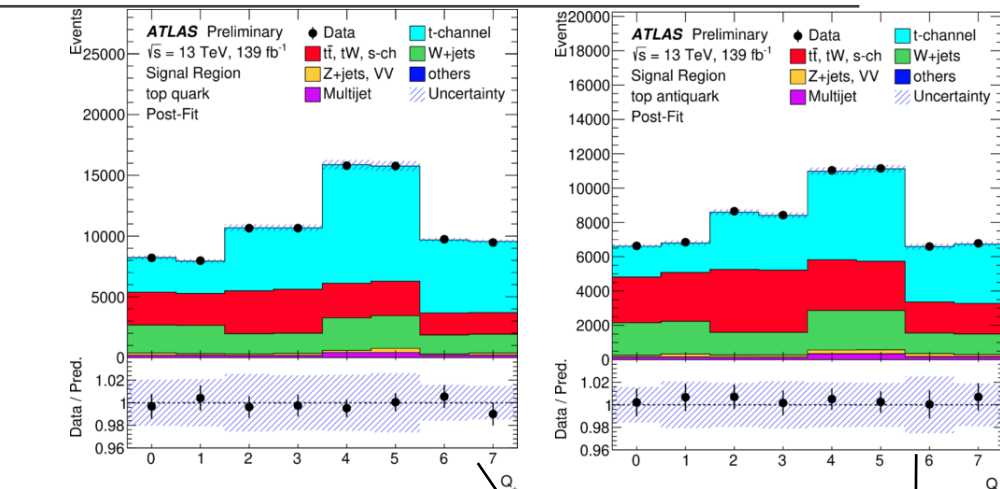 Events
25000
20000
15000
10000
5000
0
ATLAS Preliminary
√s = 13 TeV, 139 fb⁻¹
Signal Region
top quark
Post-Fit
Data
tt̄, tW, s-ch
Z+jets, VV
Multijet
t-channel
W+jets
others
Uncertainty
Data / Pred.
1.02
1
0.98
0.96
0 1 2 3 4 5 6 7
Q
Events
20000
18000
16000
14000
12000
10000
8000
6000
4000
2000
0
ATLAS Preliminary
√s = 13 TeV, 139 fb⁻¹
Signal Region
top antiquark
Post-Fit
Data
tt̄, tW, s-ch
Z+jets, VV
Multijet
t-channel
W+jets
others
Uncertainty
Data / Pred.
1.02
1
0.98
0.96
0 1 2 3 4 5 6 7
Q